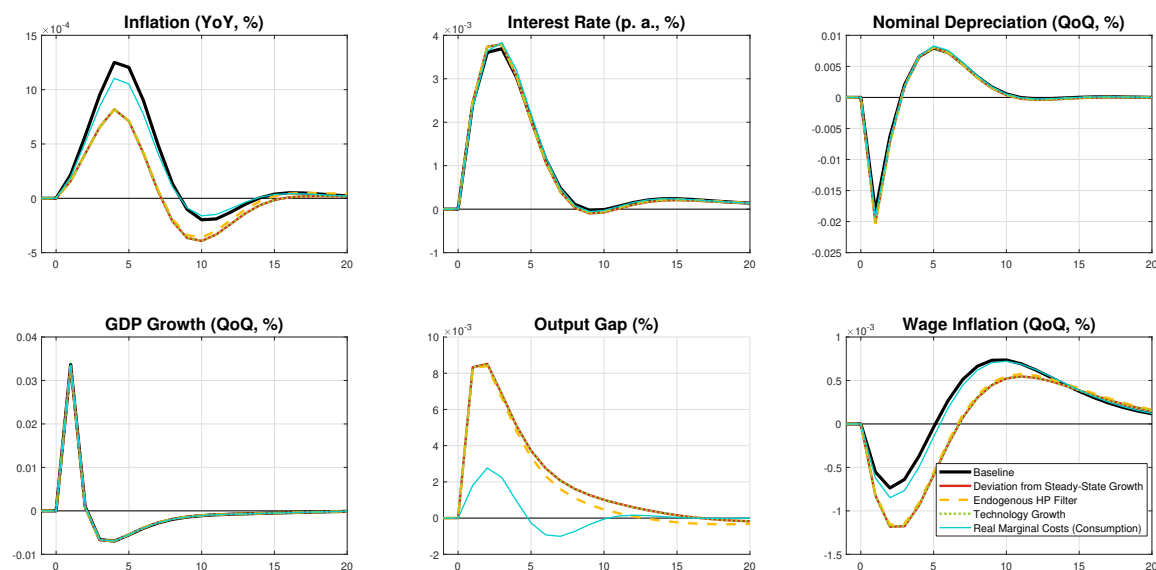 Inflation (YoY, %)
×10⁻⁴
15
10
5
0
-5
0 5 10 15 20
Interest Rate (p. a., %)
×10⁻³
4
3
2
1
0
-1
0 5 10 15 20
Nominal Depreciation (QoQ, %)
0.01
0.005
0
-0.005
-0.01
-0.015
-0.02
-0.025
0 5 10 15 20
GDP Growth (QoQ, %)
0.04
0.03
0.02
0.01
0
-0.01
0 5 10 15 20
Output Gap (%)
×10⁻³
10
8
6
4
2
0
-2
0 5 10 15 20
Wage Inflation (QoQ, %)
×10⁻³
1
0.5
0
-0.5
-1
-1.5
0 5 10 15 20
Baseline
Deviation from Steady-State Growth
Endogenous HP Filter
Technology Growth
Real Marginal Costs (Consumption)